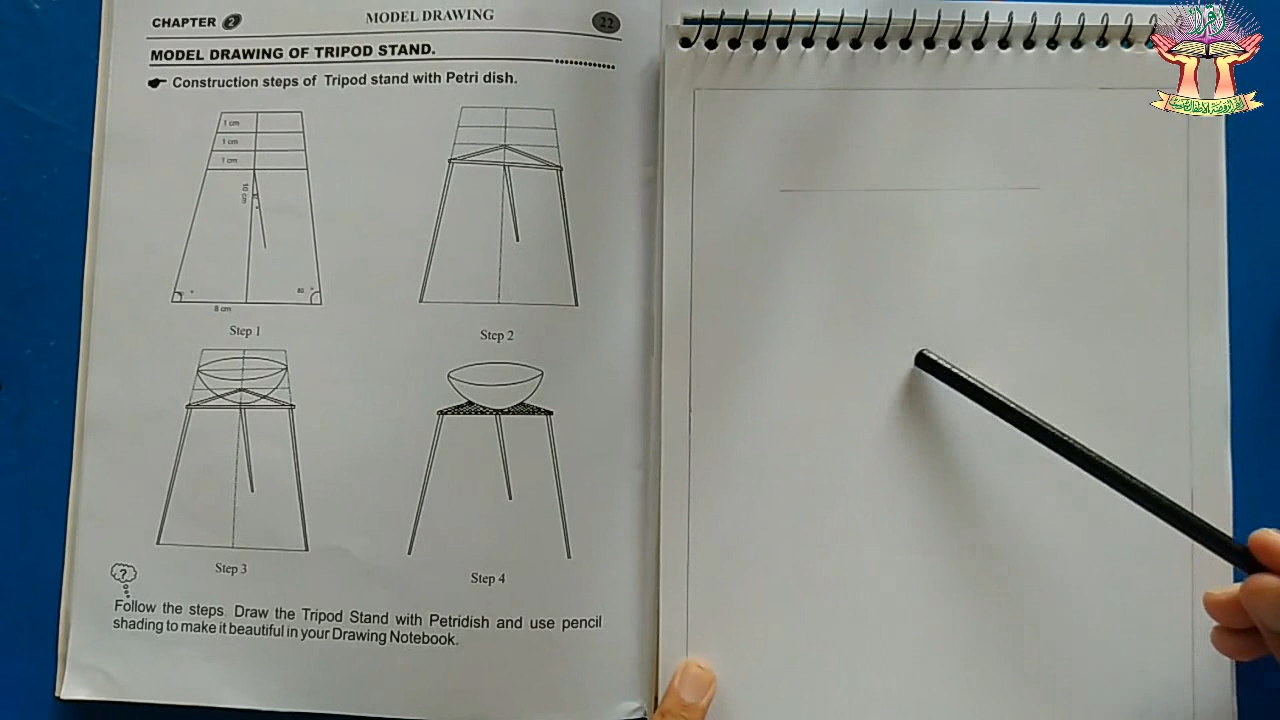 CHAPTER 2
MODEL DRAWING
22
MODEL DRAWING OF TRIPOD STAND.
Construction steps of Tripod stand with Petri dish.
1 cm
1 cm
1 cm
10 cm
80
8 cm
Step 1
Step 2
Step 3
Step 4
?
Follow the steps. Draw the Tripod Stand with Petridish and use pencil
shading to make it beautiful in your Drawing Notebook.
اقرأ